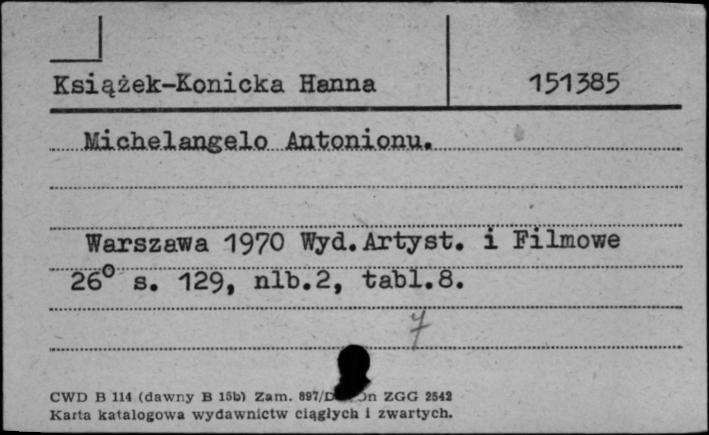 Książek-Konicka Hanna
151385
Michelangelo Antonionu.
Warszawa 1970 Wyd. Artyst. i Filmowe
26° s. 129, nlb.2, tabl.8.
7
CWD B 114 (dawny B 15b) Zam. 897/ ZGG 2542
Karta katalogowa wydawnictw ciągłych i zwartych.